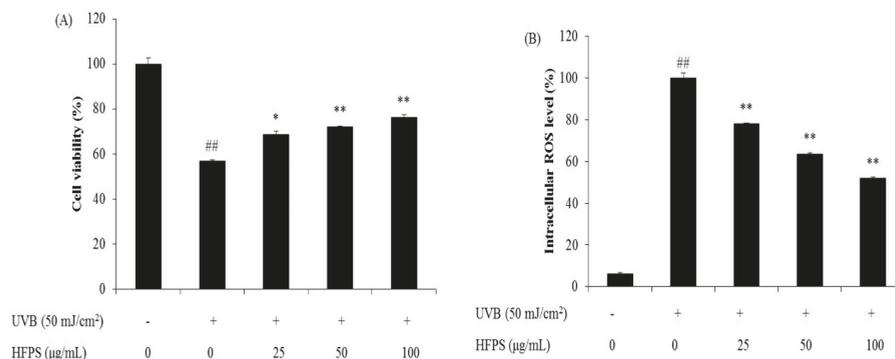 (A)
120
100
80
60
40
20
0
Cell viability (%)
##
*
**
**
UVB (50 mJ/cm²) - + + + +
HFPS (µg/mL) 0 0 25 50 100
(B)
120
100
80
60
40
20
0
Intracellular ROS level (%)
##
**
**
**
UVB (50 mJ/cm²) - + + + +
HFPS (µg/mL) 0 0 25 50 100